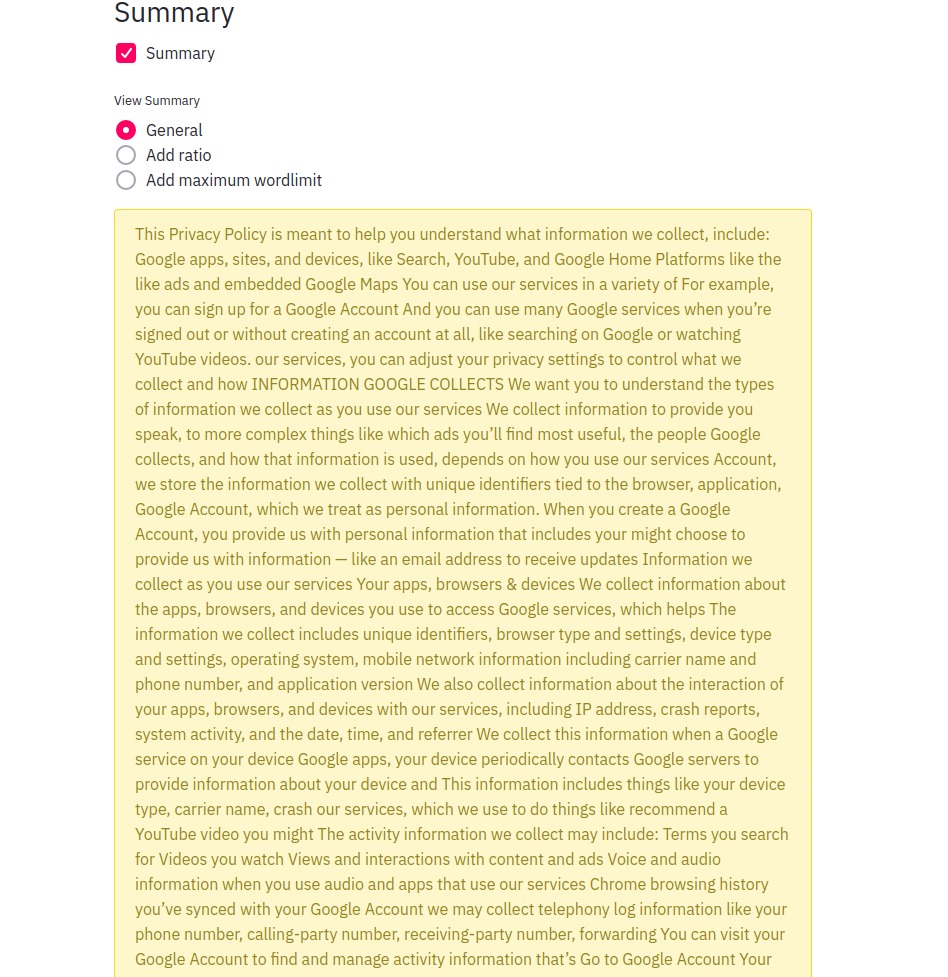 Summary
Summary
View Summary
General
Add ratio
Add maximum wordlimit
This Privacy Policy is meant to help you understand what information we collect, include:
Google apps, sites, and devices, like Search, YouTube, and Google Home Platforms like the
like ads and embedded Google Maps You can use our services in a variety of For example,
you can sign up for a Google Account And you can use many Google services when you’re
signed out or without creating an account at all, like searching on Google or watching
YouTube videos. our services, you can adjust your privacy settings to control what we
collect and how INFORMATION GOOGLE COLLECTS We want you to understand the types
of information we collect as you use our services We collect information to provide you
speak, to more complex things like which ads you’ll find most useful, the people Google
collects, and how that information is used, depends on how you use our services Account,
we store the information we collect with unique identifiers tied to the browser, application,
Google Account, which we treat as personal information. When you create a Google
Account, you provide us with personal information that includes your might choose to
provide us with information — like an email address to receive updates Information we
collect as you use our services Your apps, browsers & devices We collect information about
the apps, browsers, and devices you use to access Google services, which helps The
information we collect includes unique identifiers, browser type and settings, device type
and settings, operating system, mobile network information including carrier name and
phone number, and application version We also collect information about the interaction of
your apps, browsers, and devices with our services, including IP address, crash reports,
system activity, and the date, time, and referrer We collect this information when a Google
service on your device Google apps, your device periodically contacts Google servers to
provide information about your device and This information includes things like your device
type, carrier name, crash our services, which we use to do things like recommend a
YouTube video you might The activity information we collect may include: Terms you search
for Videos you watch Views and interactions with content and ads Voice and audio
information when you use audio and apps that use our services Chrome browsing history
you’ve synced with your Google Account we may collect telephony log information like your
phone number, calling-party number, receiving-party number, forwarding You can visit your
Google Account to find and manage activity information that’s Go to Google Account Your